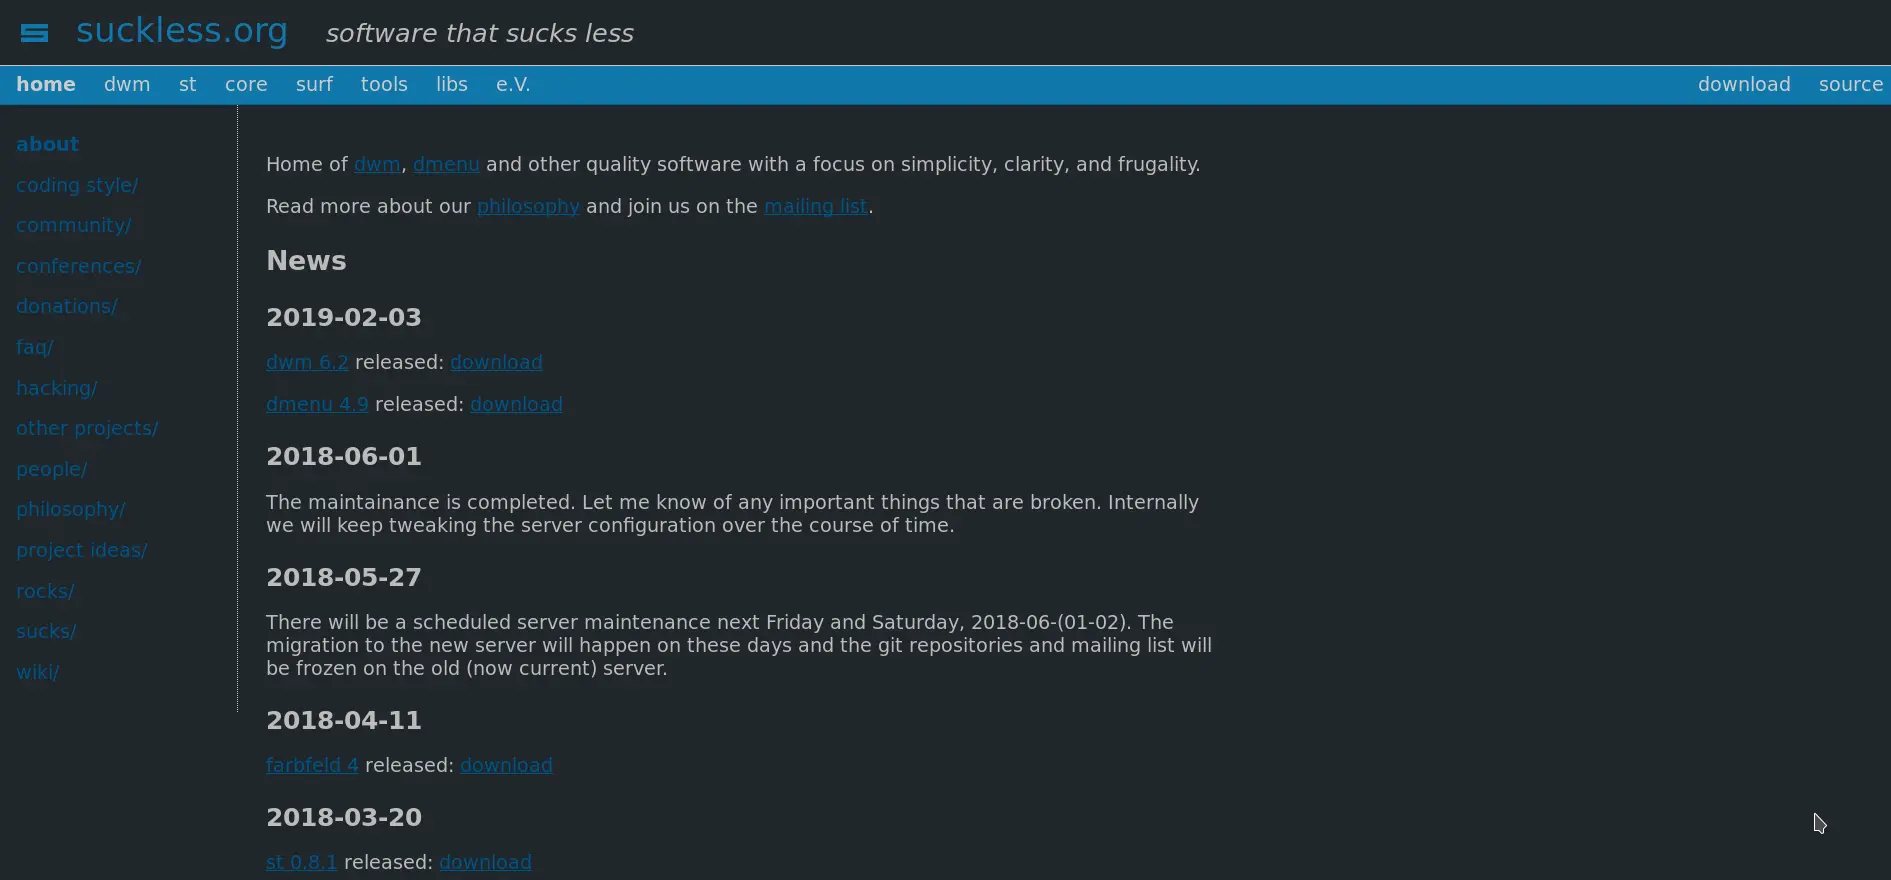 suckless.org software that sucks less
home dwm st core surf tools libs e.V. download source
about
coding style/
community/
conferences/
donations/
faq/
hacking/
other projects/
people/
philosophy/
project ideas/
rocks/
sucks/
wiki/
Home of dwm, dmenu and other quality software with a focus on simplicity, clarity, and frugality.
Read more about our philosophy and join us on the mailing list.
News
2019-02-03
dwm 6.2 released: download
dmenu 4.9 released: download
2018-06-01
The maintainance is completed. Let me know of any important things that are broken. Internally
we will keep tweaking the server configuration over the course of time.
2018-05-27
There will be a scheduled server maintenance next Friday and Saturday, 2018-06-(01-02). The
migration to the new server will happen on these days and the git repositories and mailing list will
be frozen on the old (now current) server.
2018-04-11
farbfeld 4 released: download
2018-03-20
st 0.8.1 released: download